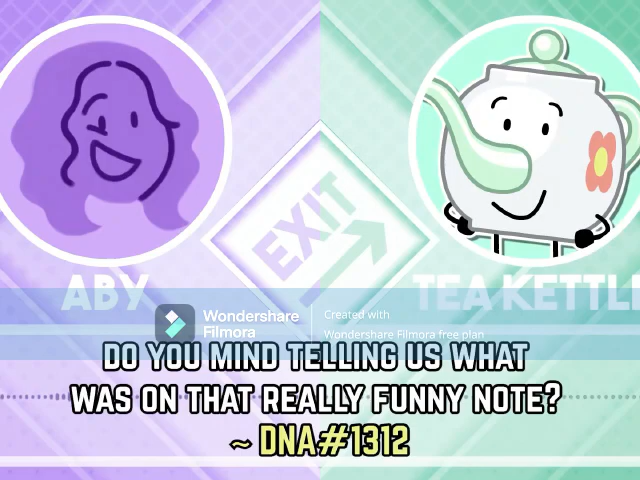 EXIT
ABY
TEA KETTLE
Wondershare
Filmora
Created with
Wondershare Filmora free plan
DO YOU MIND TELLING US WHAT
WAS ON THAT REALLY FUNNY NOTE?
~ DNA#1312